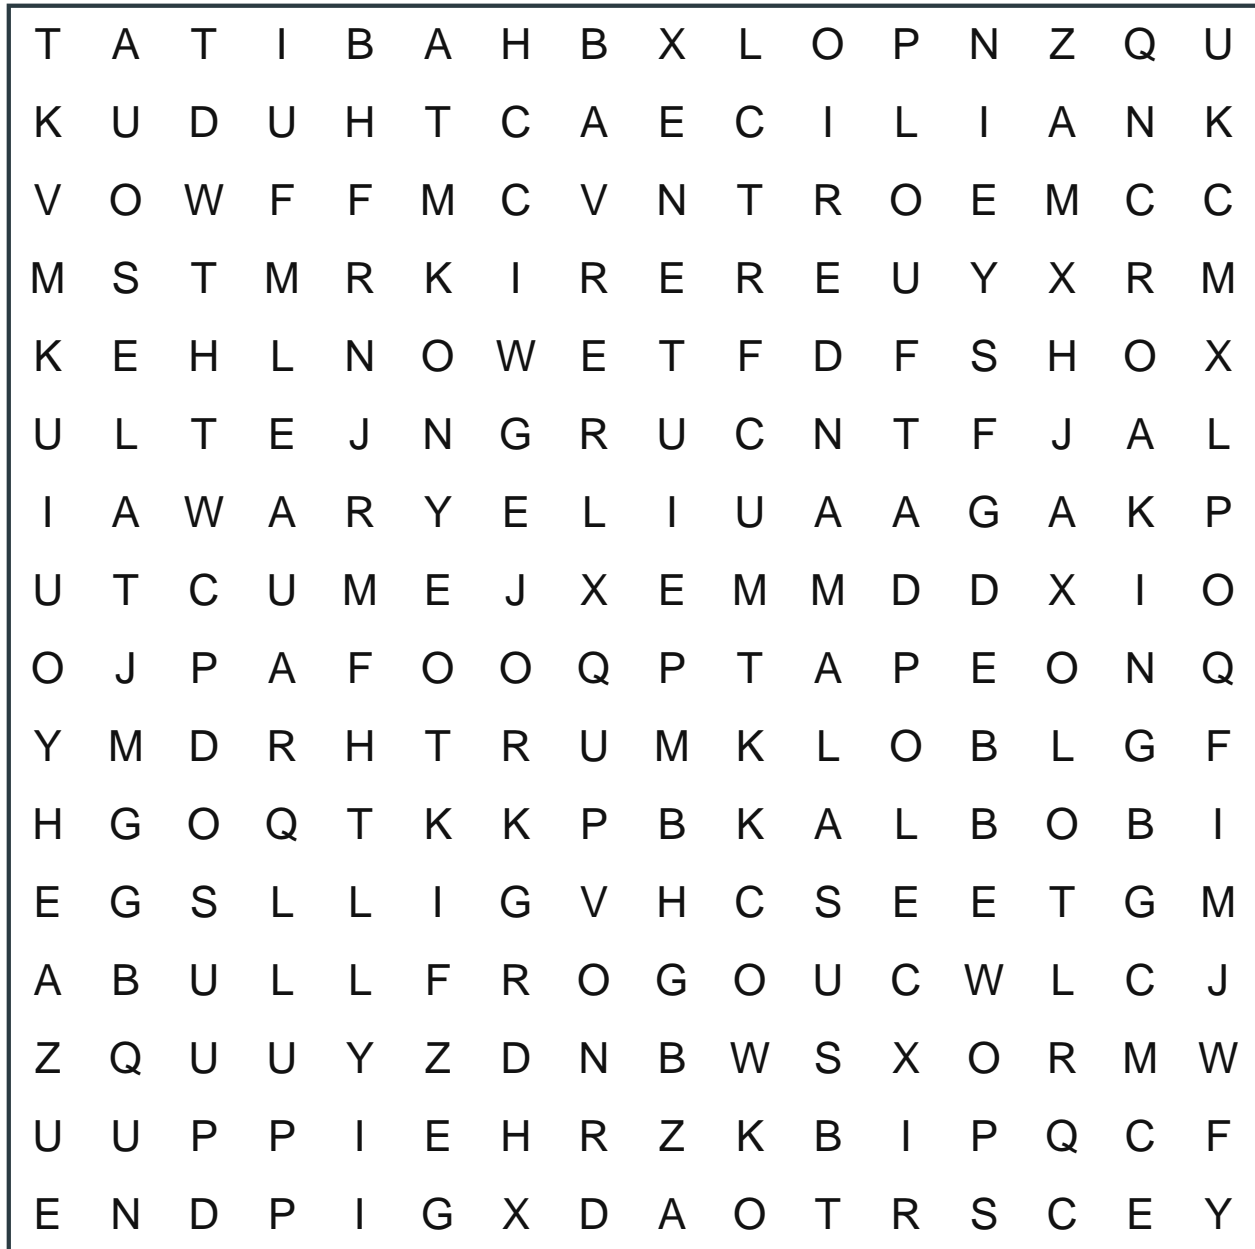 T A T I B A H B X L O P N Z Q U
K U D U H T C A E C I L I A N K
V O W F F M C V N T R O E M C C
M S T M R K I R E R E U Y X R M
K E H L N O W E T F D F S H O X
U L T E J N G R U C N T F J A L
I A W A R Y E L I U A A G A K P
U T C U M E J X E M M D D X I O
O J P A F O O Q P T A P E O N Q
Y M D R H T R U M K L O B L G F
H G O Q T K K P B K A L B O B I
E G S L L I G V H C S E E T G M
A B U L L F R O G O U C W L C J
Z Q U U Y Z D N B W S X O R M W
U U P P I E H R Z K B I P Q C F
E N D P I G X D A O T R S C E Y